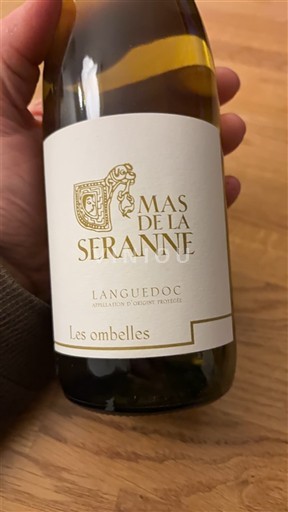 MAS
DE LA
SERANNE
LANGUEDOC
APPELLATION D'ORIGINE PROTÉGÉE
Les ombelles